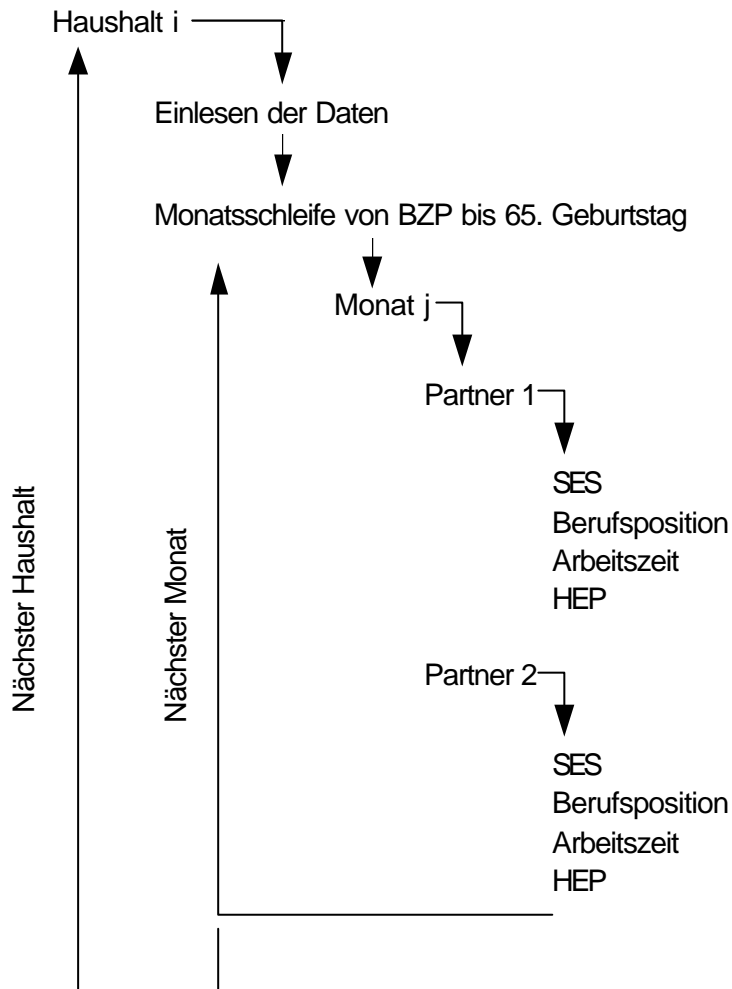 Haushalt i
Einlesen der Daten
Monatsschleife von BZP bis 65. Geburtstag
Monat j
Partner 1
SES
Berufsposition
Arbeitszeit
HEP
Partner 2
SES
Berufsposition
Arbeitszeit
HEP
Nächster Monat
Nächster Haushalt